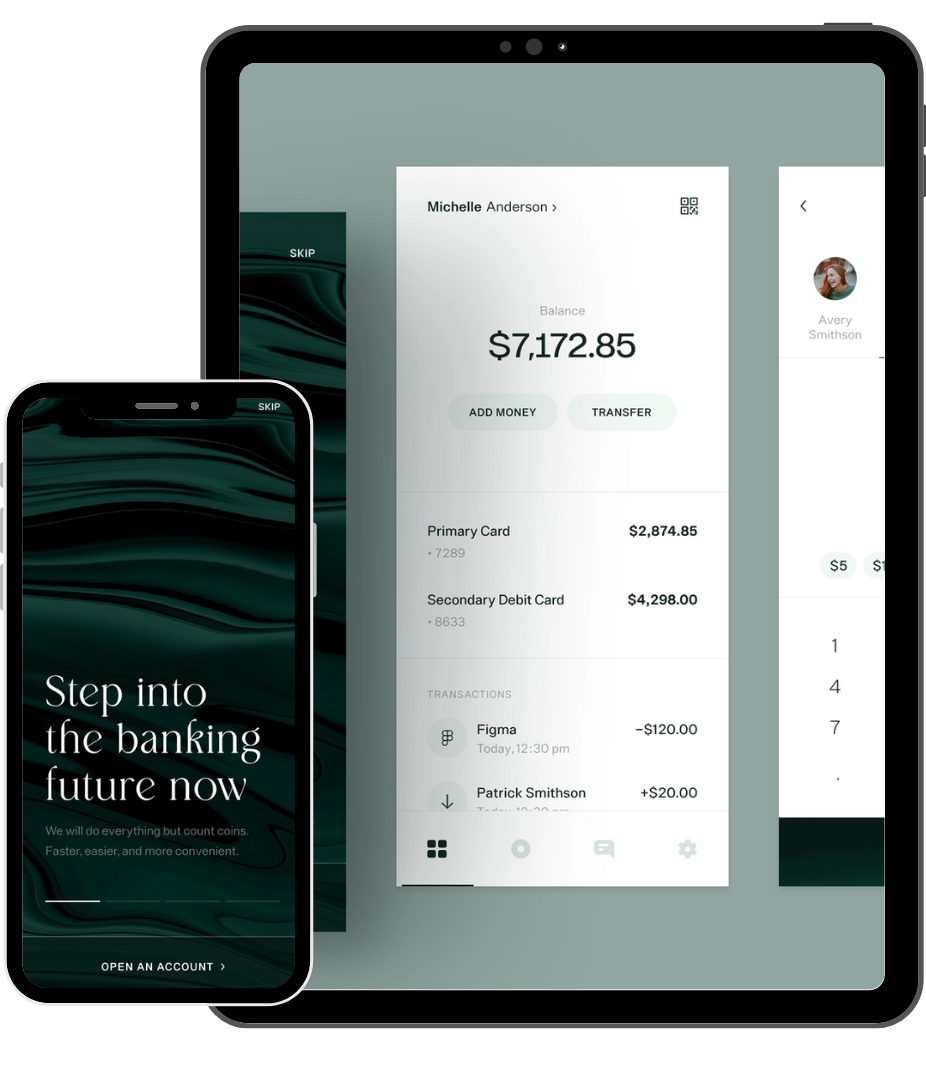 SKIP
Michelle Anderson ›
Balance
$7,172.85
ADD MONEY
TRANSFER
Primary Card
$2,874.85
• 7289
Secondary Debit Card
$4,298.00
• 8633
TRANSACTIONS
Figma
–$120.00
Today, 12:30 pm
Patrick Smithson
+$20.00
Avery
Smithson
$5
1
4
7
.
SKIP
Step into
the banking
future now
We will do everything but count coins.
Faster, easier, and more convenient.
OPEN AN ACCOUNT ›